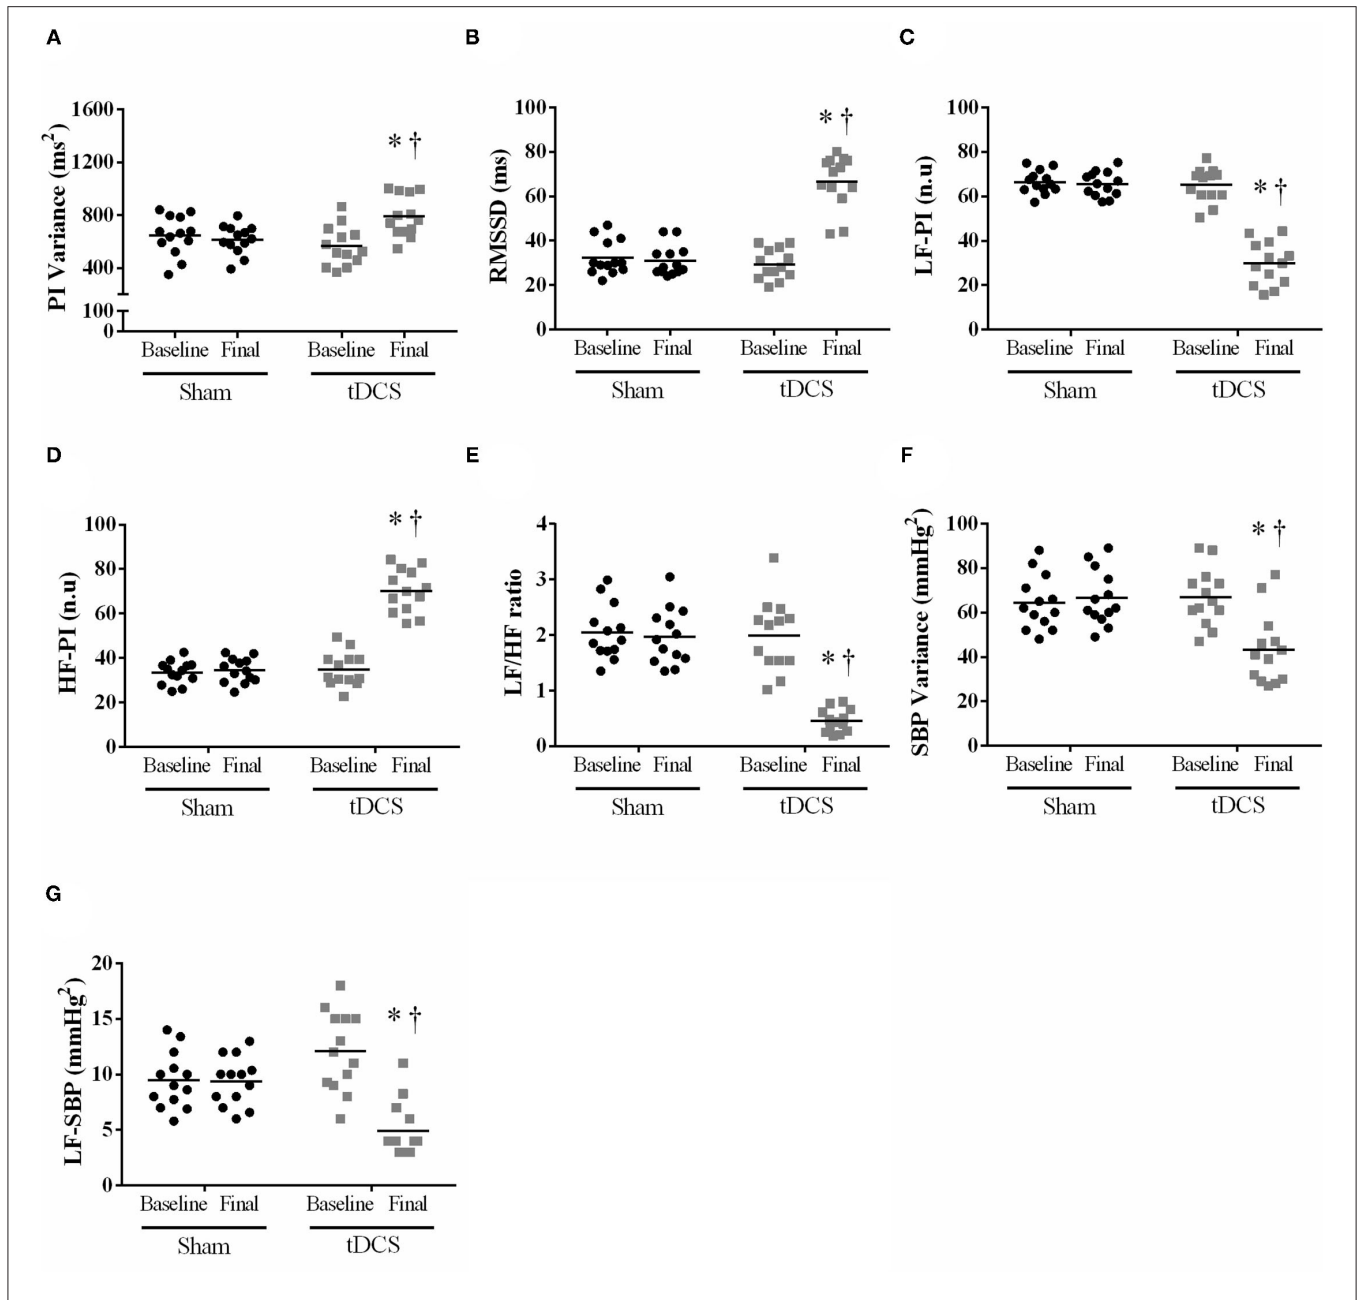 A
PI Variance (ms²)
1600
1200
800
400
100
0
* †
Baseline Final Baseline Final
Sham tDCS
B
RMSSD (ms)
100
80
60
40
20
0
* †
Baseline Final Baseline Final
Sham tDCS
C
LF-PI (n.u)
100
80
60
40
20
0
* †
Baseline Final Baseline Final
Sham tDCS
D
HF-PI (n.u)
100
80
60
40
20
0
* †
Baseline Final Baseline Final
Sham tDCS
E
LF/HF ratio
4
3
2
1
0
* †
Baseline Final Baseline Final
Sham tDCS
F
SBP Variance (mmHg²)
100
80
60
40
20
0
* †
Baseline Final Baseline Final
Sham tDCS
G
LF-SBP (mmHg²)
20
15
10
5
0
* †
Baseline Final Baseline Final
Sham tDCS